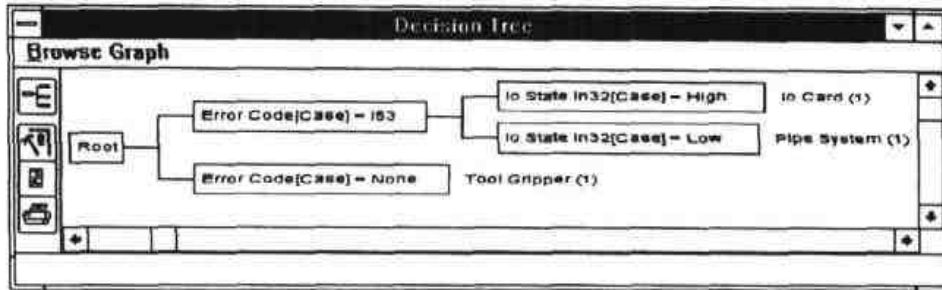 Decision Tree
Browse Graph
Root
Error Code[Case] = I53
Io State In32[Case] = High
Io Card (1)
Io State In32[Case] = Low
Pipe System (1)
Error Code[Case] = None
Tool Gripper (1)